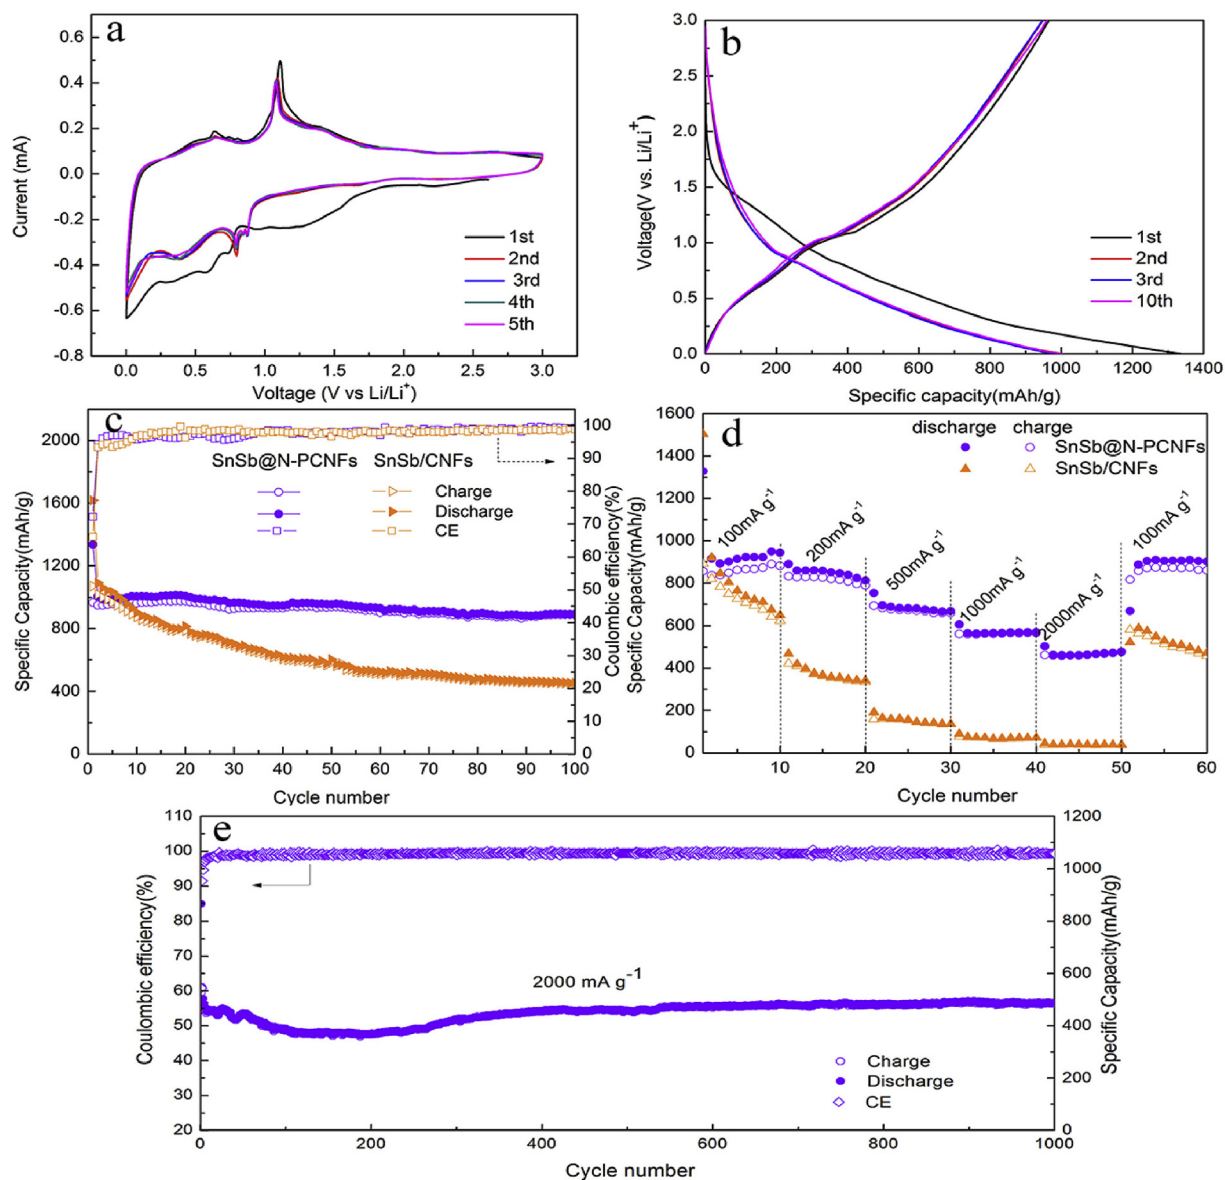 a
0.6
0.4
0.2
0.0
-0.2
-0.4
-0.6
-0.8
Current (mA)
1st
2nd
3rd
4th
5th
0.0 0.5 1.0 1.5 2.0 2.5 3.0
Voltage (V vs Li/Li⁺)
b
3.0
2.5
2.0
1.5
1.0
0.5
0.0
Voltage(V vs. Li/Li⁺)
1st
2nd
3rd
10th
0 200 400 600 800 1000 1200 1400
Specific capacity(mAh/g)
c
2000
1600
1200
800
400
0
Specific Capacity(mAh/g)
SnSb@N-PCNFs SnSb/CNFs
Charge
Discharge
CE
100
90
80
70
60
50
40
30
20
10
0
Coulombic efficiency(%)
0 10 20 30 40 50 60 70 80 90 100
Cycle number
d
1600
1400
1200
1000
800
600
400
200
0
Specific Capacity(mAh/g)
discharge charge
SnSb@N-PCNFs
SnSb/CNFs
100mA g⁻¹
200mA g⁻¹
500mA g⁻¹
1000mA g⁻¹
2000mA g⁻¹
100mA g⁻¹
10 20 30 40 50 60
Cycle number
e
110
100
90
80
70
60
50
40
30
20
Coulombic efficiency(%)
2000 mA g⁻¹
Charge
Discharge
CE
1200
1000
800
600
400
200
0
Specific Capacity(mAh/g)
0 200 400 600 800 1000
Cycle number